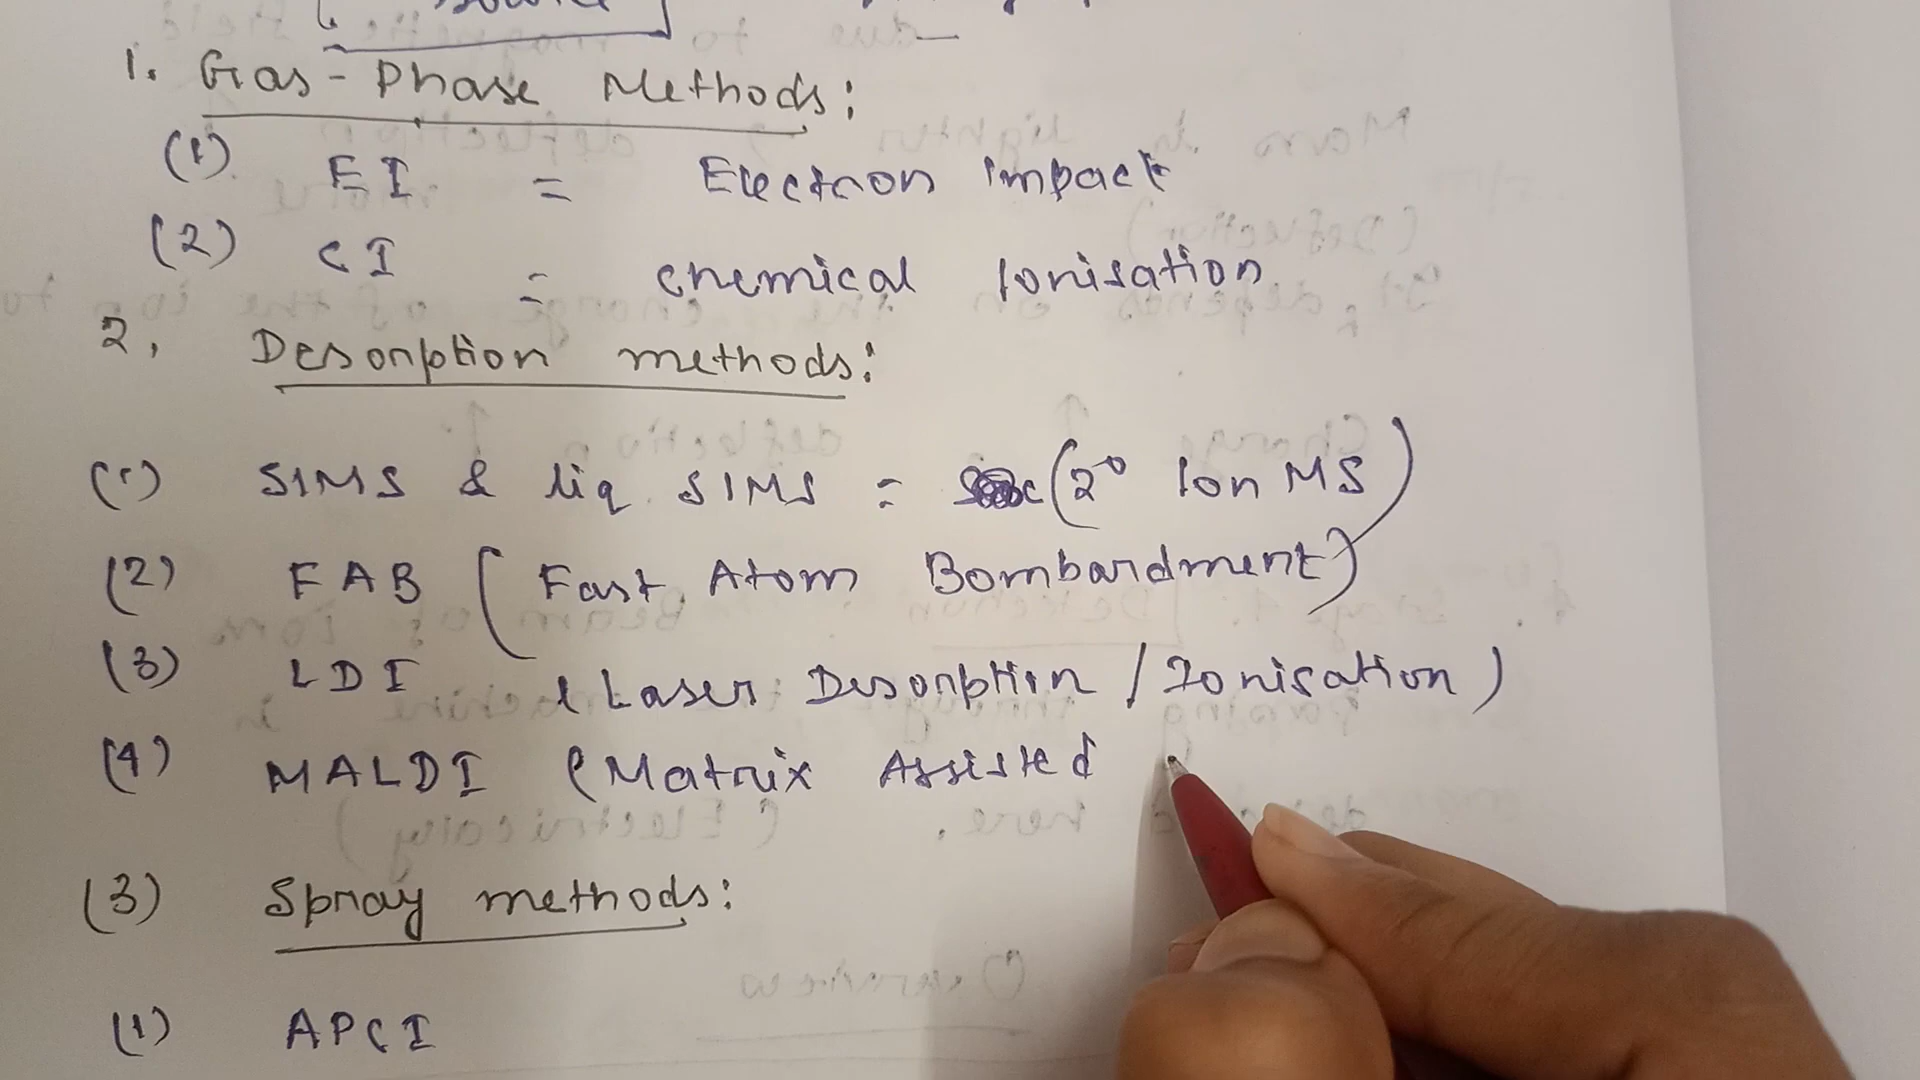 1. Gas-Phase Methods:
(1) EI = Electron Impact
(2) CI = Chemical Ionisation
2. Desorption methods:
(1) SIMS & liq. SIMS = (2° Ion MS)
(2) FAB (Fast Atom Bombardment)
(3) LDI (Laser Desorption / Ionisation)
(4) MALDI (Matrix Assisted
(3) Spray methods:
(1) APCI